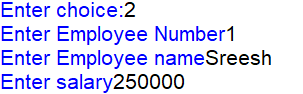 Enter choice:2
Enter Employee Number1
Enter Employee nameSreesh
Enter salary250000